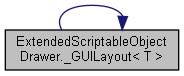 ExtendedScriptableObject
Drawer._GUILayout< T >